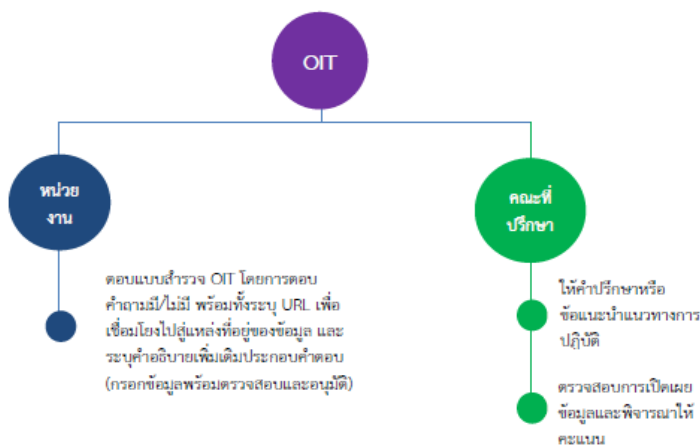 OIT
หน่วย
งาน
คณะที่
ปรึกษา
ตอบแบบสำรวจ OIT โดยการตอบ
คำถามมี/ไม่มี พร้อมทั้งระบุ URL เพื่อ
เชื่อมโยงไปสู่แหล่งที่อยู่ของข้อมูล และ
ระบุคำอธิบายเพิ่มเติมประกอบคำตอบ
(กรอกข้อมูลพร้อมตรวจสอบและอนุมัติ)
ให้คำปรึกษาหรือ
ข้อแนะนำแนวทางการ
ปฏิบัติ
ตรวจสอบการเปิดเผย
ข้อมูลและพิจารณาให้
คะแนน